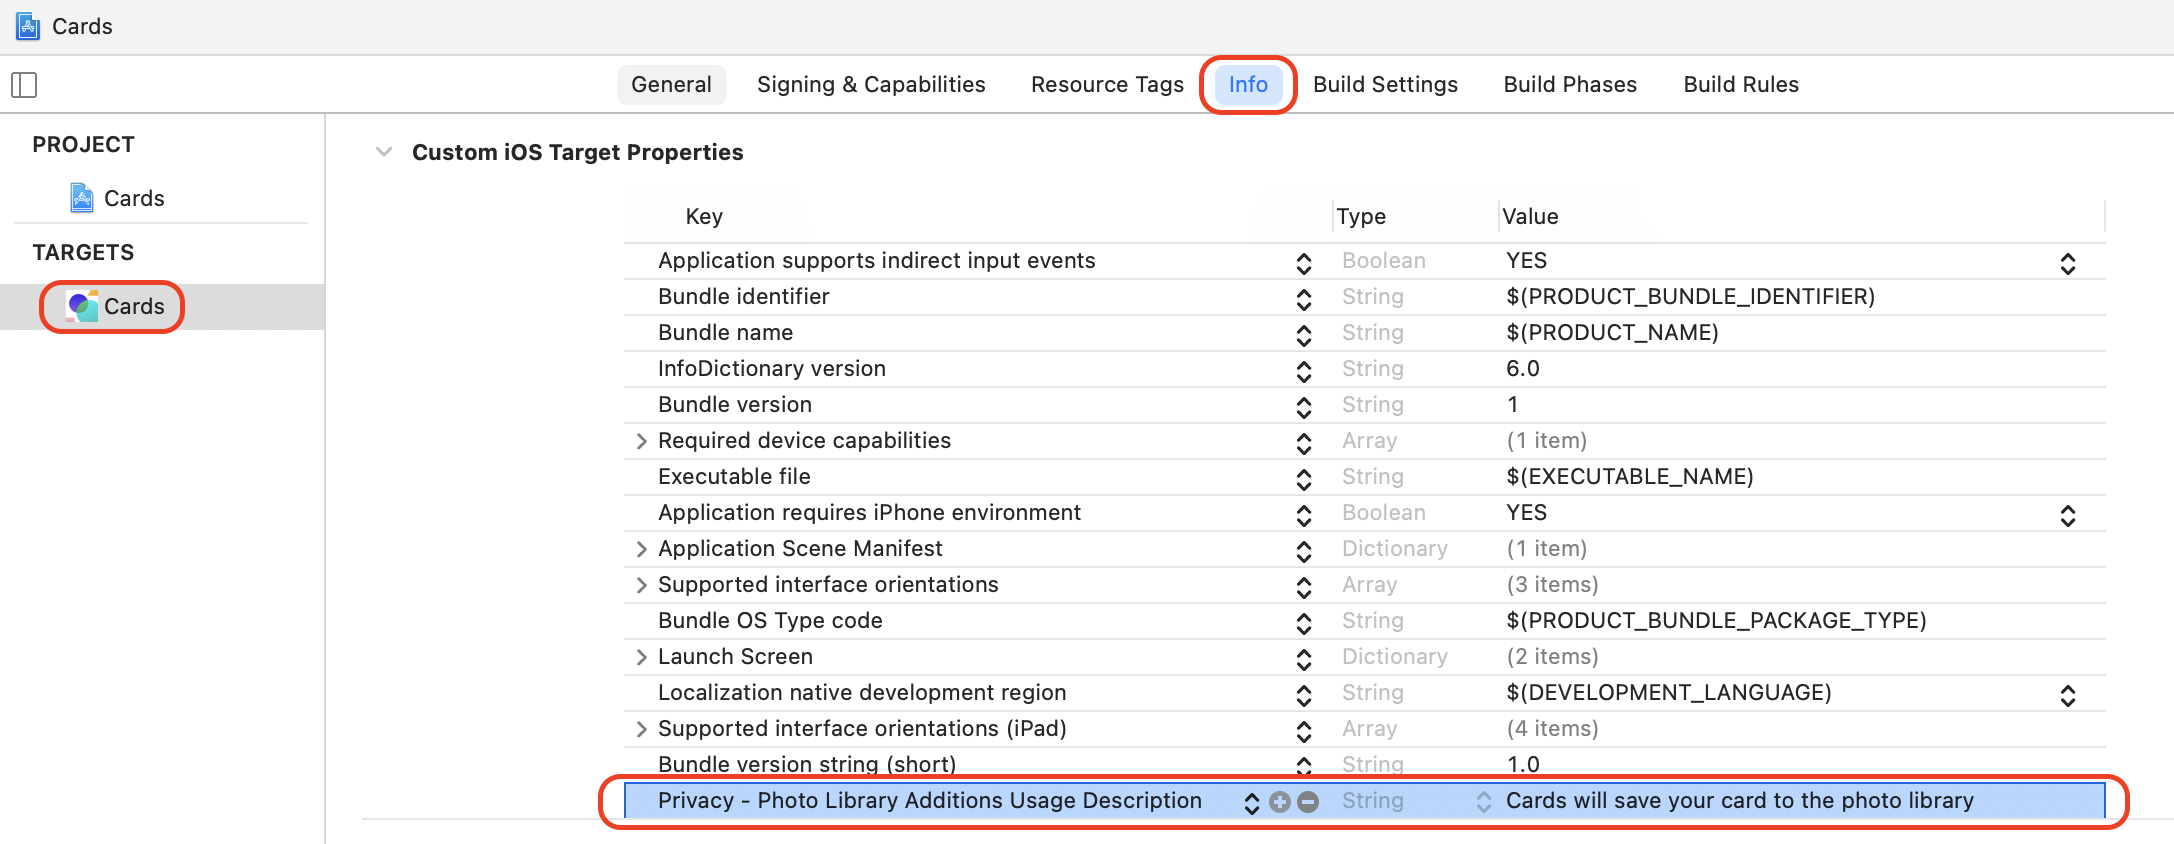 Cards
General Signing & Capabilities Resource Tags Info Build Settings Build Phases Build Rules
PROJECT
Cards
TARGETS
Cards
Custom iOS Target Properties
Key Type Value
Application supports indirect input events Boolean YES
Bundle identifier String $(PRODUCT_BUNDLE_IDENTIFIER)
Bundle name String $(PRODUCT_NAME)
InfoDictionary version String 6.0
Bundle version String 1
Required device capabilities Array (1 item)
Executable file String $(EXECUTABLE_NAME)
Application requires iPhone environment Boolean YES
Application Scene Manifest Dictionary (1 item)
Supported interface orientations Array (3 items)
Bundle OS Type code String $(PRODUCT_BUNDLE_PACKAGE_TYPE)
Launch Screen Dictionary (2 items)
Localization native development region String $(DEVELOPMENT_LANGUAGE)
Supported interface orientations (iPad) Array (4 items)
Bundle version string (short) String 1.0
Privacy - Photo Library Additions Usage Description String Cards will save your card to the photo library